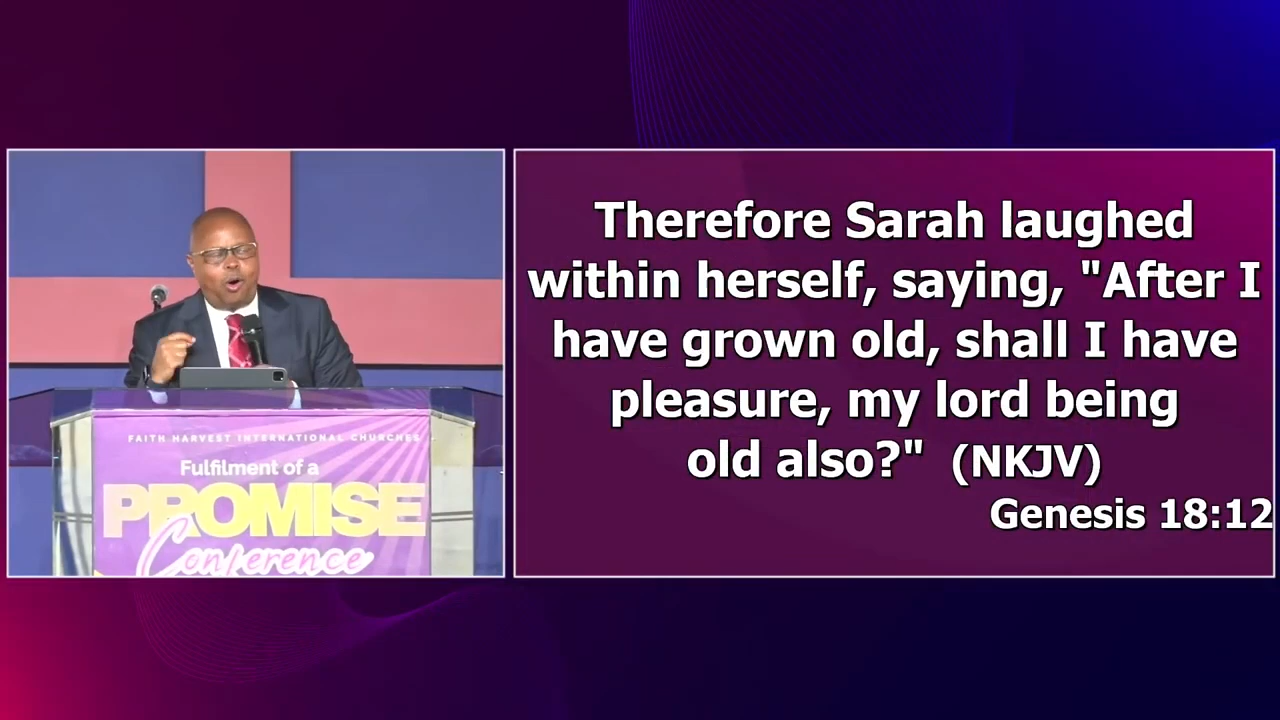 FAITH HARVEST INTERNATIONAL CHURCHES
Fulfilment of a
PROMISE
Conference
Therefore Sarah laughed
within herself, saying, "After I
have grown old, shall I have
pleasure, my lord being
old also?" (NKJV)
Genesis 18:12